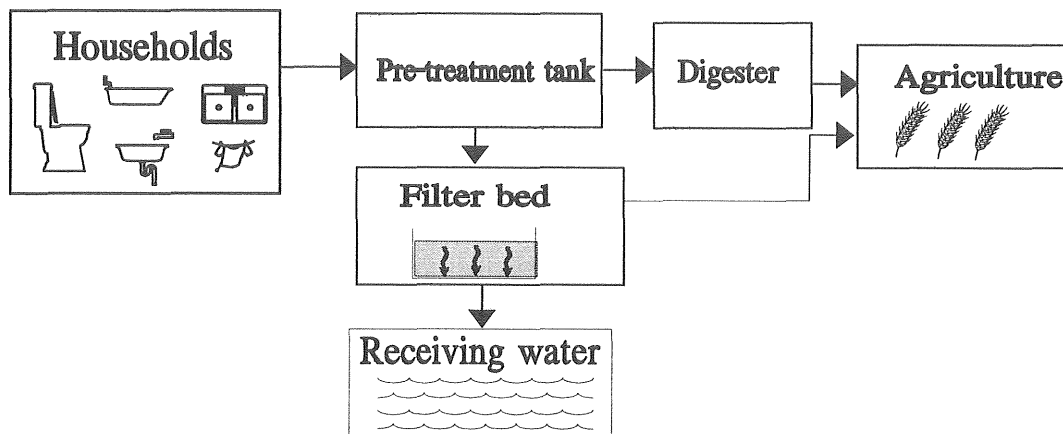 Households
Pre-treatment tank
Digester
Agriculture
Filter bed
Receiving water